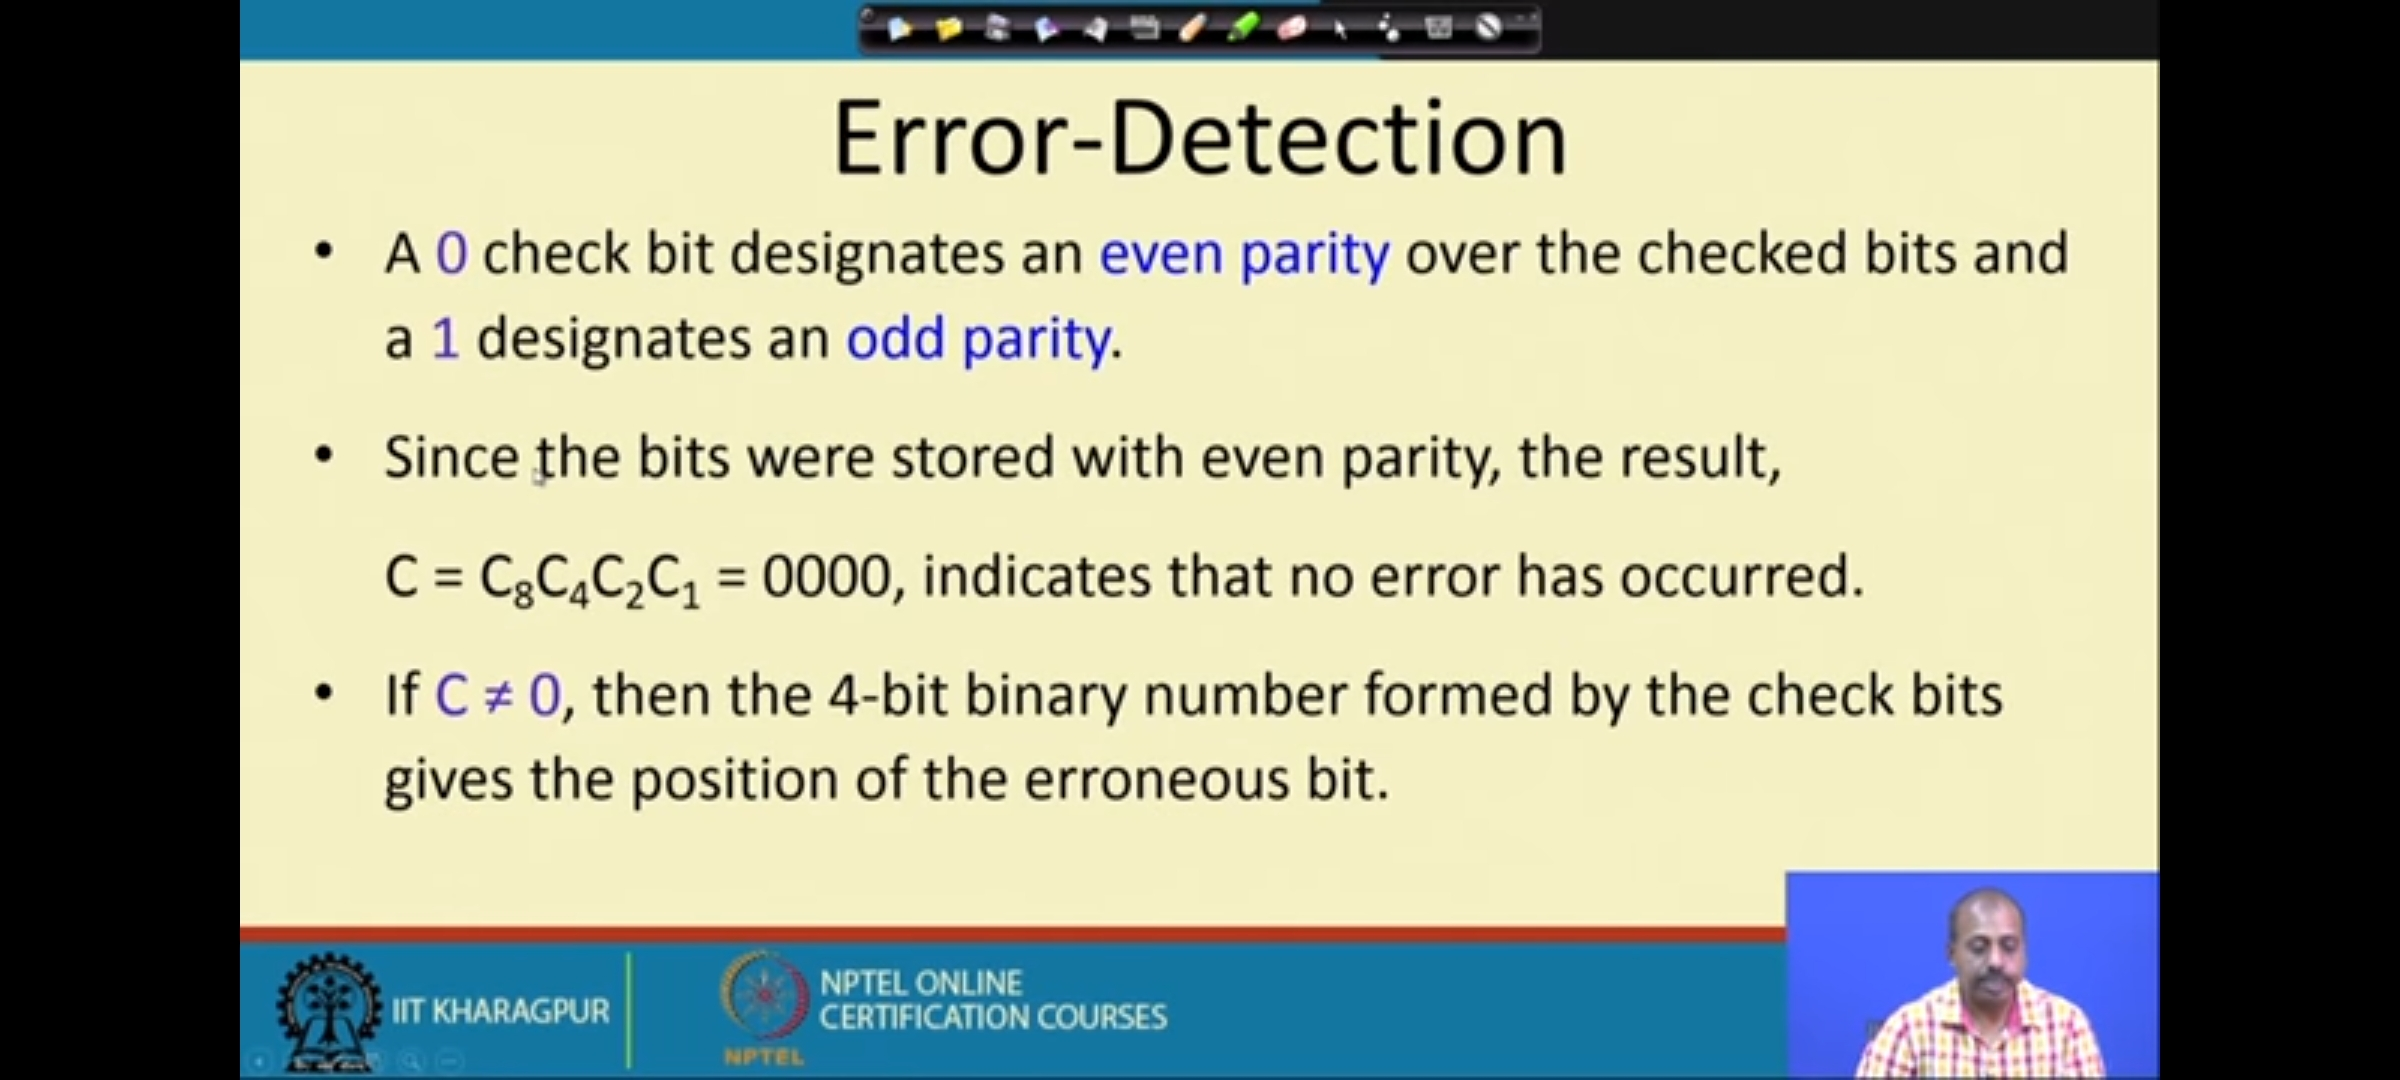 Error-Detection
• A 0 check bit designates an even parity over the checked bits and
a 1 designates an odd parity.
• Since the bits were stored with even parity, the result,
C = C₈C₄C₂C₁ = 0000, indicates that no error has occurred.
• If C ≠ 0, then the 4-bit binary number formed by the check bits
gives the position of the erroneous bit.
IIT KHARAGPUR
NPTEL
NPTEL ONLINE
CERTIFICATION COURSES